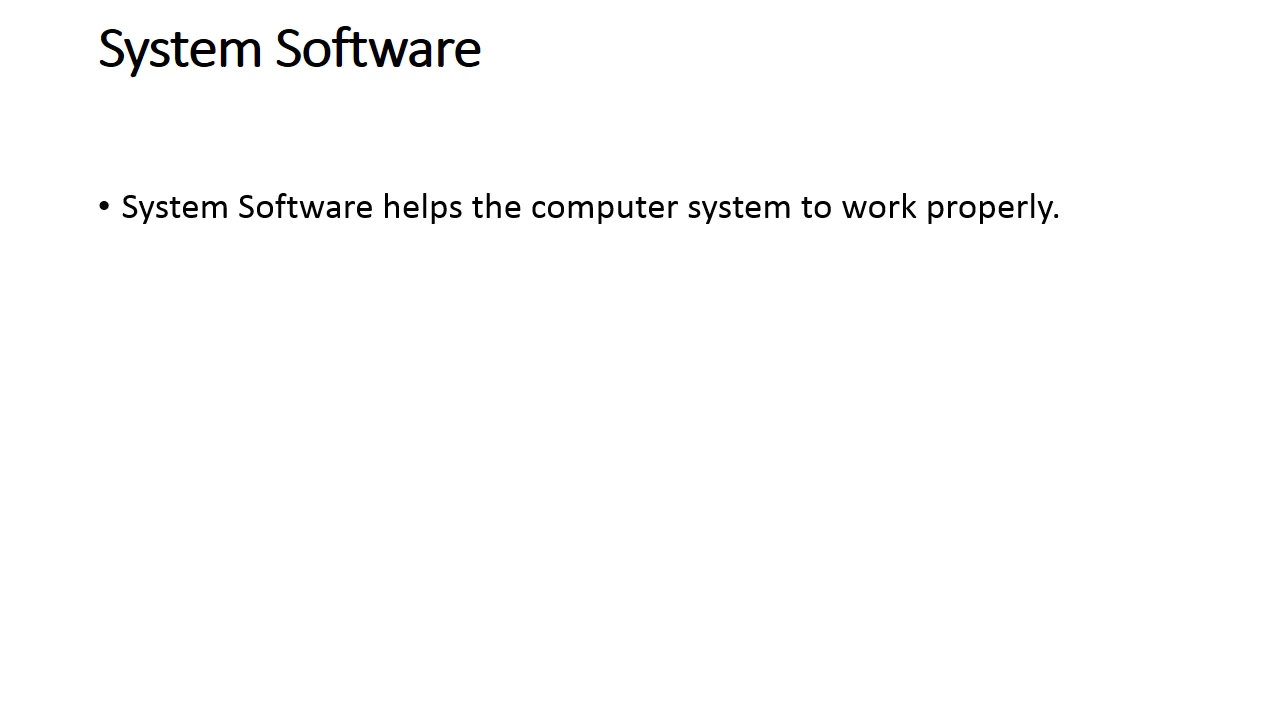 System Software
• System Software helps the computer system to work properly.